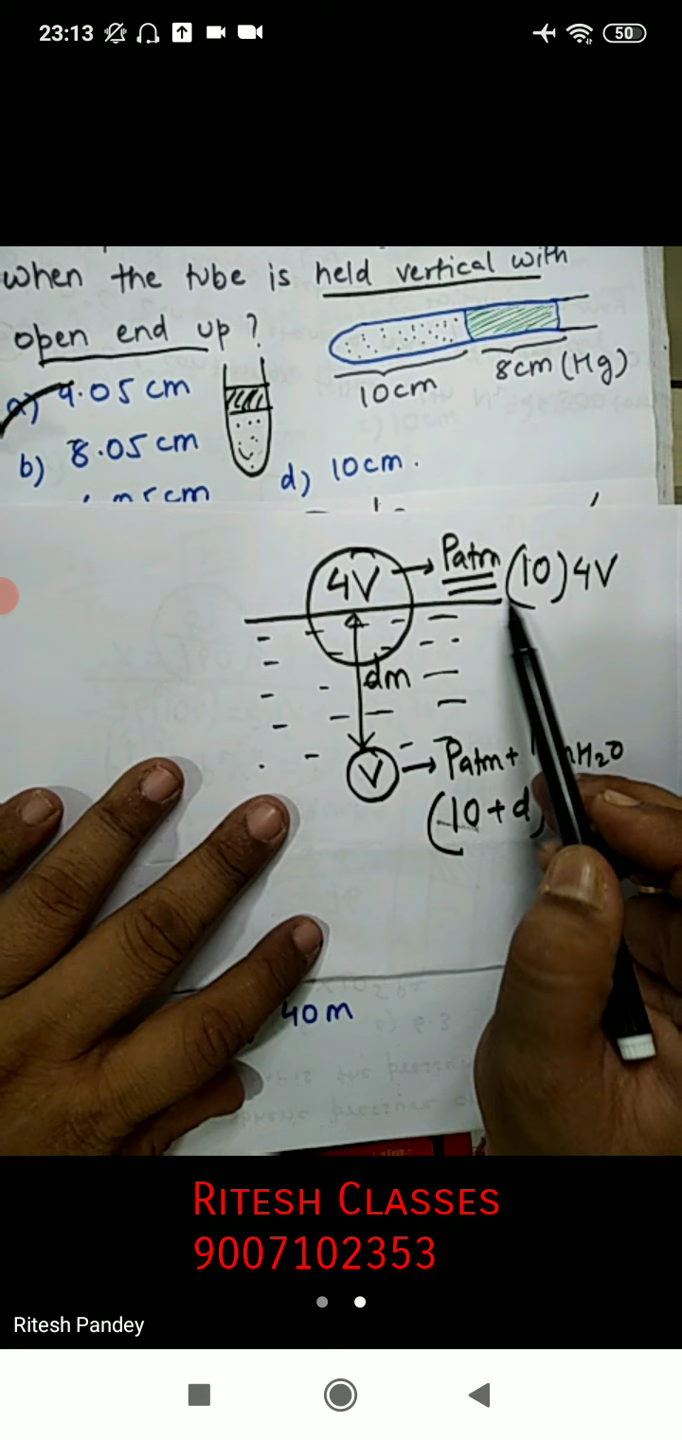 23:13
50
when the tube is held vertical with
open end up?
10cm
8cm (Hg)
a) 9.05 cm
b) 8.05 cm
d) 10cm.
4V
Patm (10) 4V
dm
V
Patm+
H₂O
(10+d
40m
RITESH CLASSES
9007102353
Ritesh Pandey